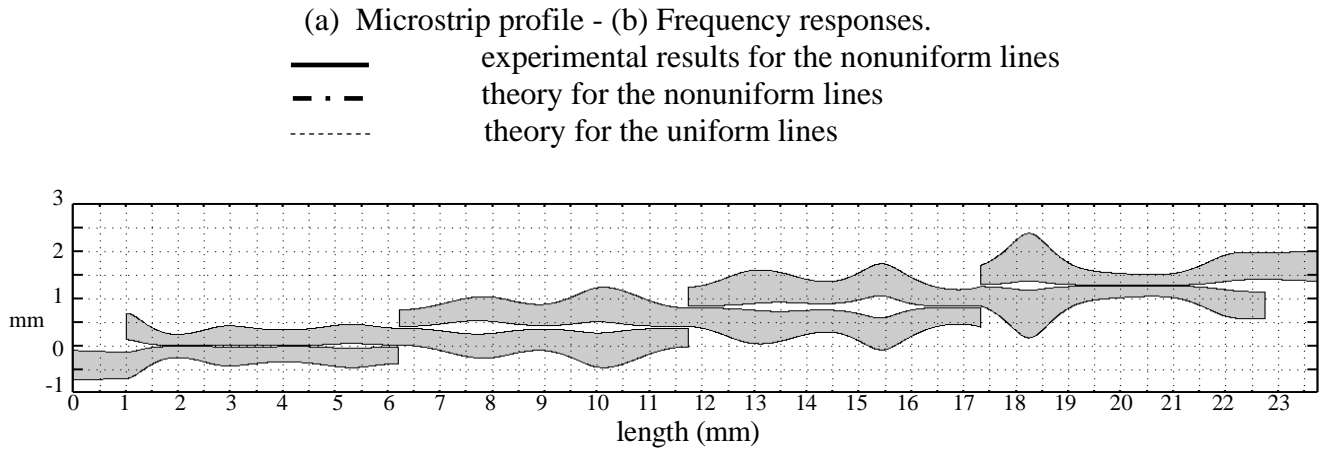 (a) Microstrip profile - (b) Frequency responses.
experimental results for the nonuniform lines
theory for the nonuniform lines
theory for the uniform lines
3
2
1
mm
0
-1
0 1 2 3 4 5 6 7 8 9 10 11 12 13 14 15 16 17 18 19 20 21 22 23
length (mm)